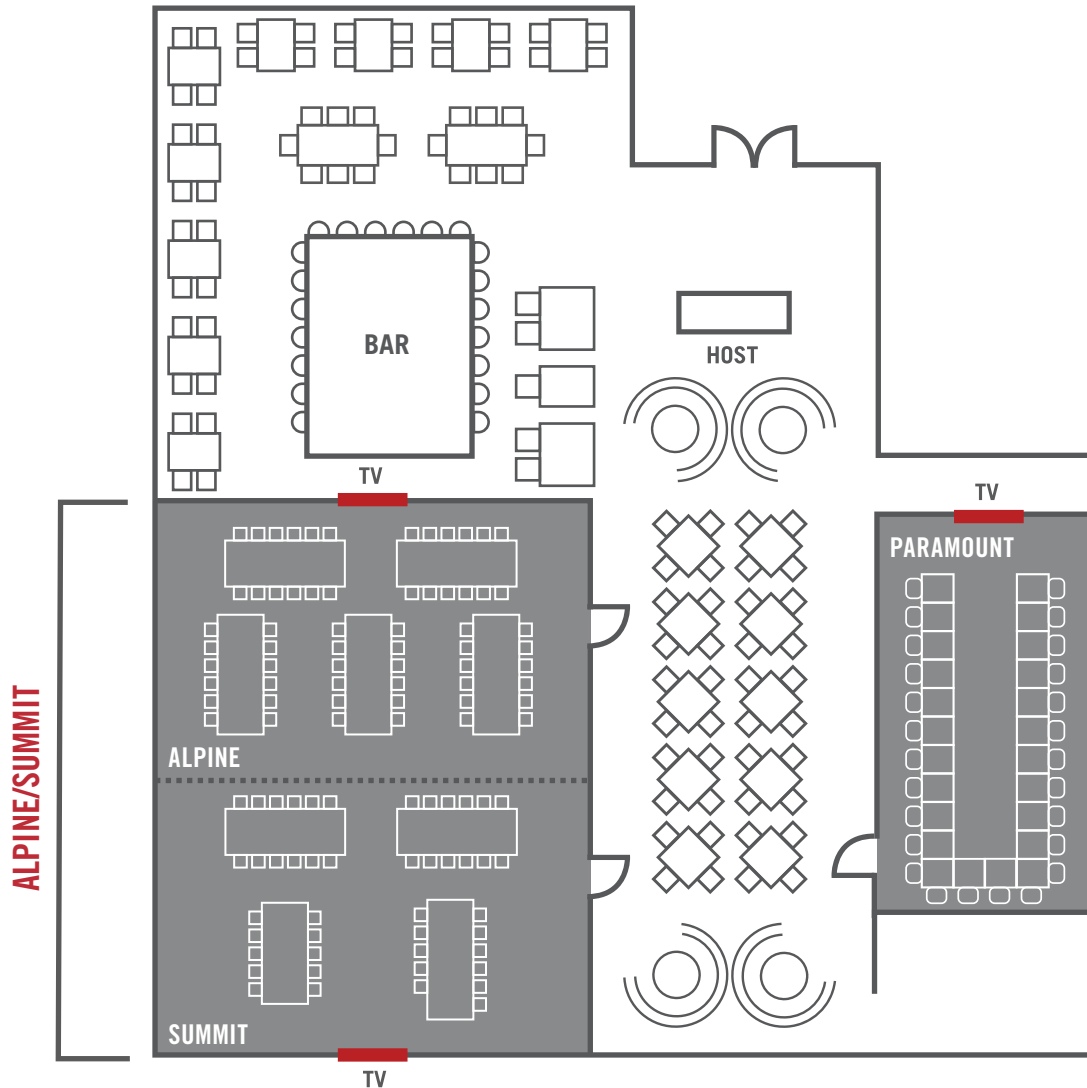 BAR
HOST
TV
TV
PARAMOUNT
ALPINE/SUMMIT
ALPINE
SUMMIT
TV